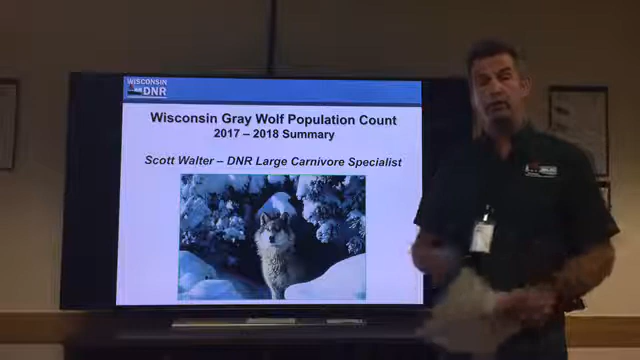 WISCONSIN
DNR
Wisconsin Gray Wolf Population Count
2017 – 2018 Summary
Scott Walter – DNR Large Carnivore Specialist